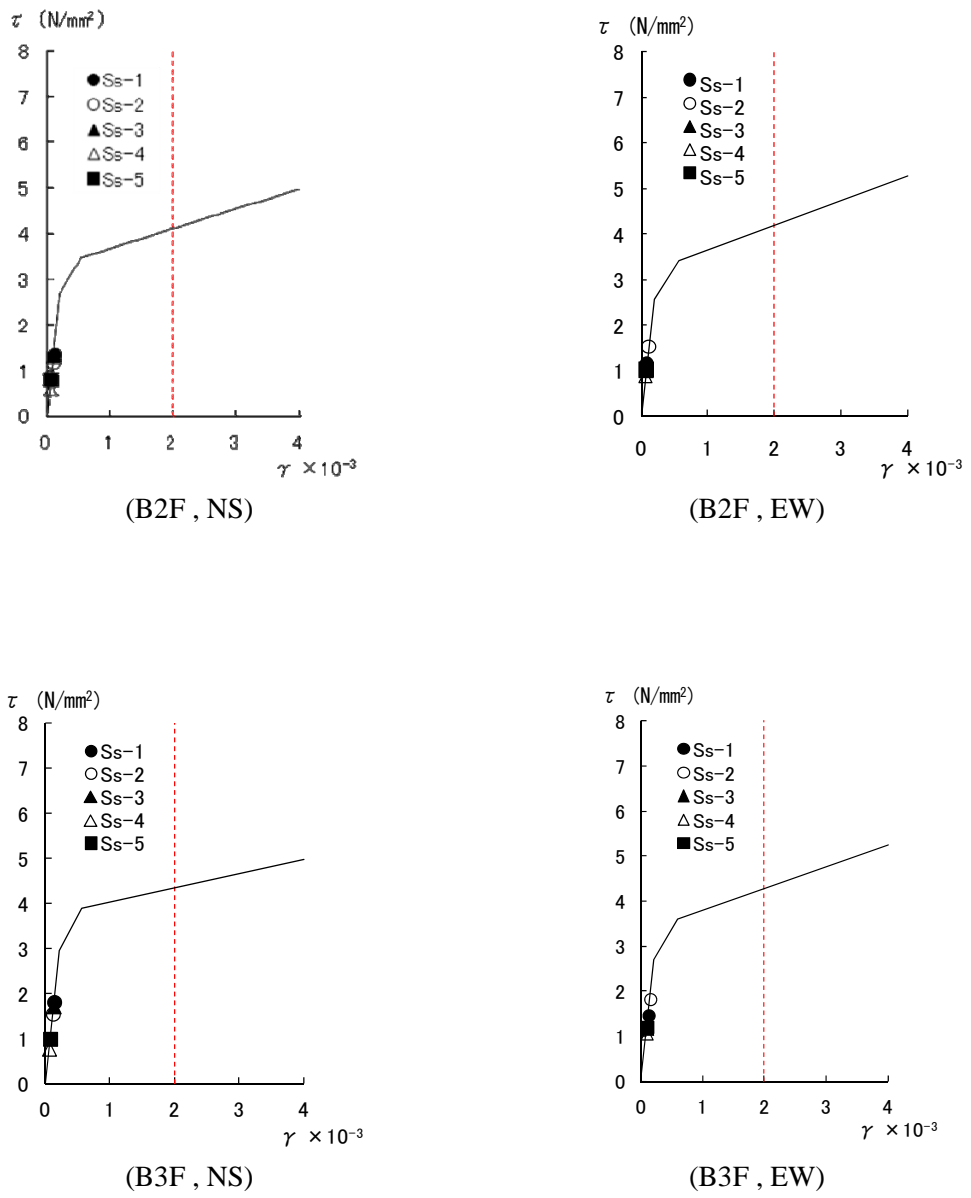 τ (N/mm²)
8
7
6
5
4
3
2
1
0
●Ss-1
○Ss-2
▲Ss-3
△Ss-4
■Ss-5
0 1 2 3 4
γ ×10⁻³
(B2F , NS)
τ (N/mm²)
8
7
6
5
4
3
2
1
0
●Ss-1
○Ss-2
▲Ss-3
△Ss-4
■Ss-5
0 1 2 3 4
γ ×10⁻³
(B2F , EW)
τ (N/mm²)
8
7
6
5
4
3
2
1
0
●Ss-1
○Ss-2
▲Ss-3
△Ss-4
■Ss-5
0 1 2 3 4
γ ×10⁻³
(B3F , NS)
τ (N/mm²)
8
7
6
5
4
3
2
1
0
●Ss-1
○Ss-2
▲Ss-3
△Ss-4
■Ss-5
0 1 2 3 4
γ ×10⁻³
(B3F , EW)